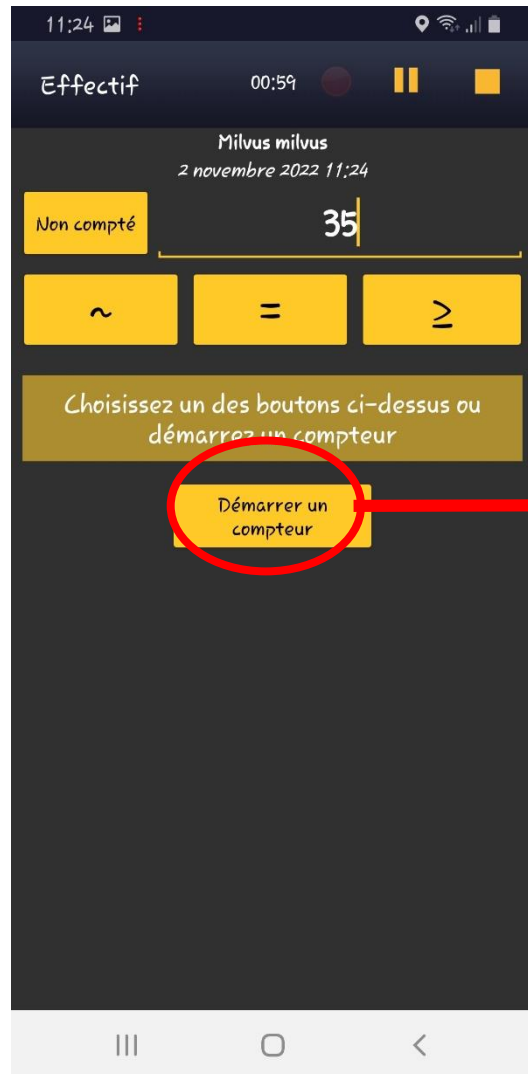 11:24
Effectif 00:59
Milvus milvus
2 novembre 2022 11:24
Non compté 35
~ = ≥
Choisissez un des boutons ci-dessus ou
démarrez un compteur
Démarrer un
compteur